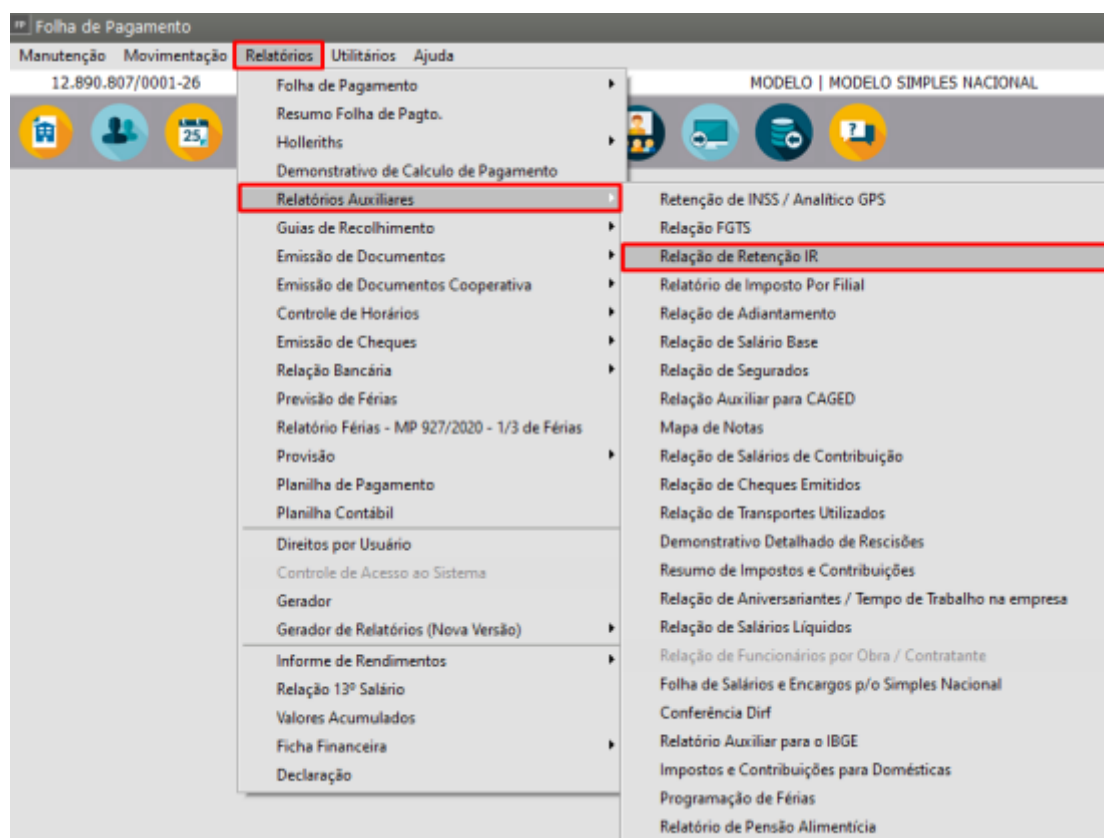 FP Folha de Pagamento
Manutenção Movimentação Relatórios Utilitários Ajuda
12.890.807/0001-26 MODELO | MODELO SIMPLES NACIONAL
25
?
Folha de Pagamento
Resumo Folha de Pagto.
Holleriths
Demonstrativo de Calculo de Pagamento
Relatórios Auxiliares
Guias de Recolhimento
Emissão de Documentos
Emissão de Documentos Cooperativa
Controle de Horários
Emissão de Cheques
Relação Bancária
Previsão de Férias
Relatório Férias - MP 927/2020 - 1/3 de Férias
Provisão
Planilha de Pagamento
Planilha Contábil
Direitos por Usuário
Controle de Acesso ao Sistema
Gerador
Gerador de Relatórios (Nova Versão)
Informe de Rendimentos
Relação 13º Salário
Valores Acumulados
Ficha Financeira
Declaração
Retenção de INSS / Analítico GPS
Relação FGTS
Relação de Retenção IR
Relatório de Imposto Por Filial
Relação de Adiantamento
Relação de Salário Base
Relação de Segurados
Relação Auxiliar para CAGED
Mapa de Notas
Relação de Salários de Contribuição
Relação de Cheques Emitidos
Relação de Transportes Utilizados
Demonstrativo Detalhado de Rescisões
Resumo de Impostos e Contribuições
Relação de Aniversariantes / Tempo de Trabalho na empresa
Relação de Salários Líquidos
Relação de Funcionários por Obra / Contratante
Folha de Salários e Encargos p/o Simples Nacional
Conferência Dirf
Relatório Auxiliar para o IBGE
Impostos e Contribuições para Domésticas
Programação de Férias
Relatório de Pensão Alimentícia